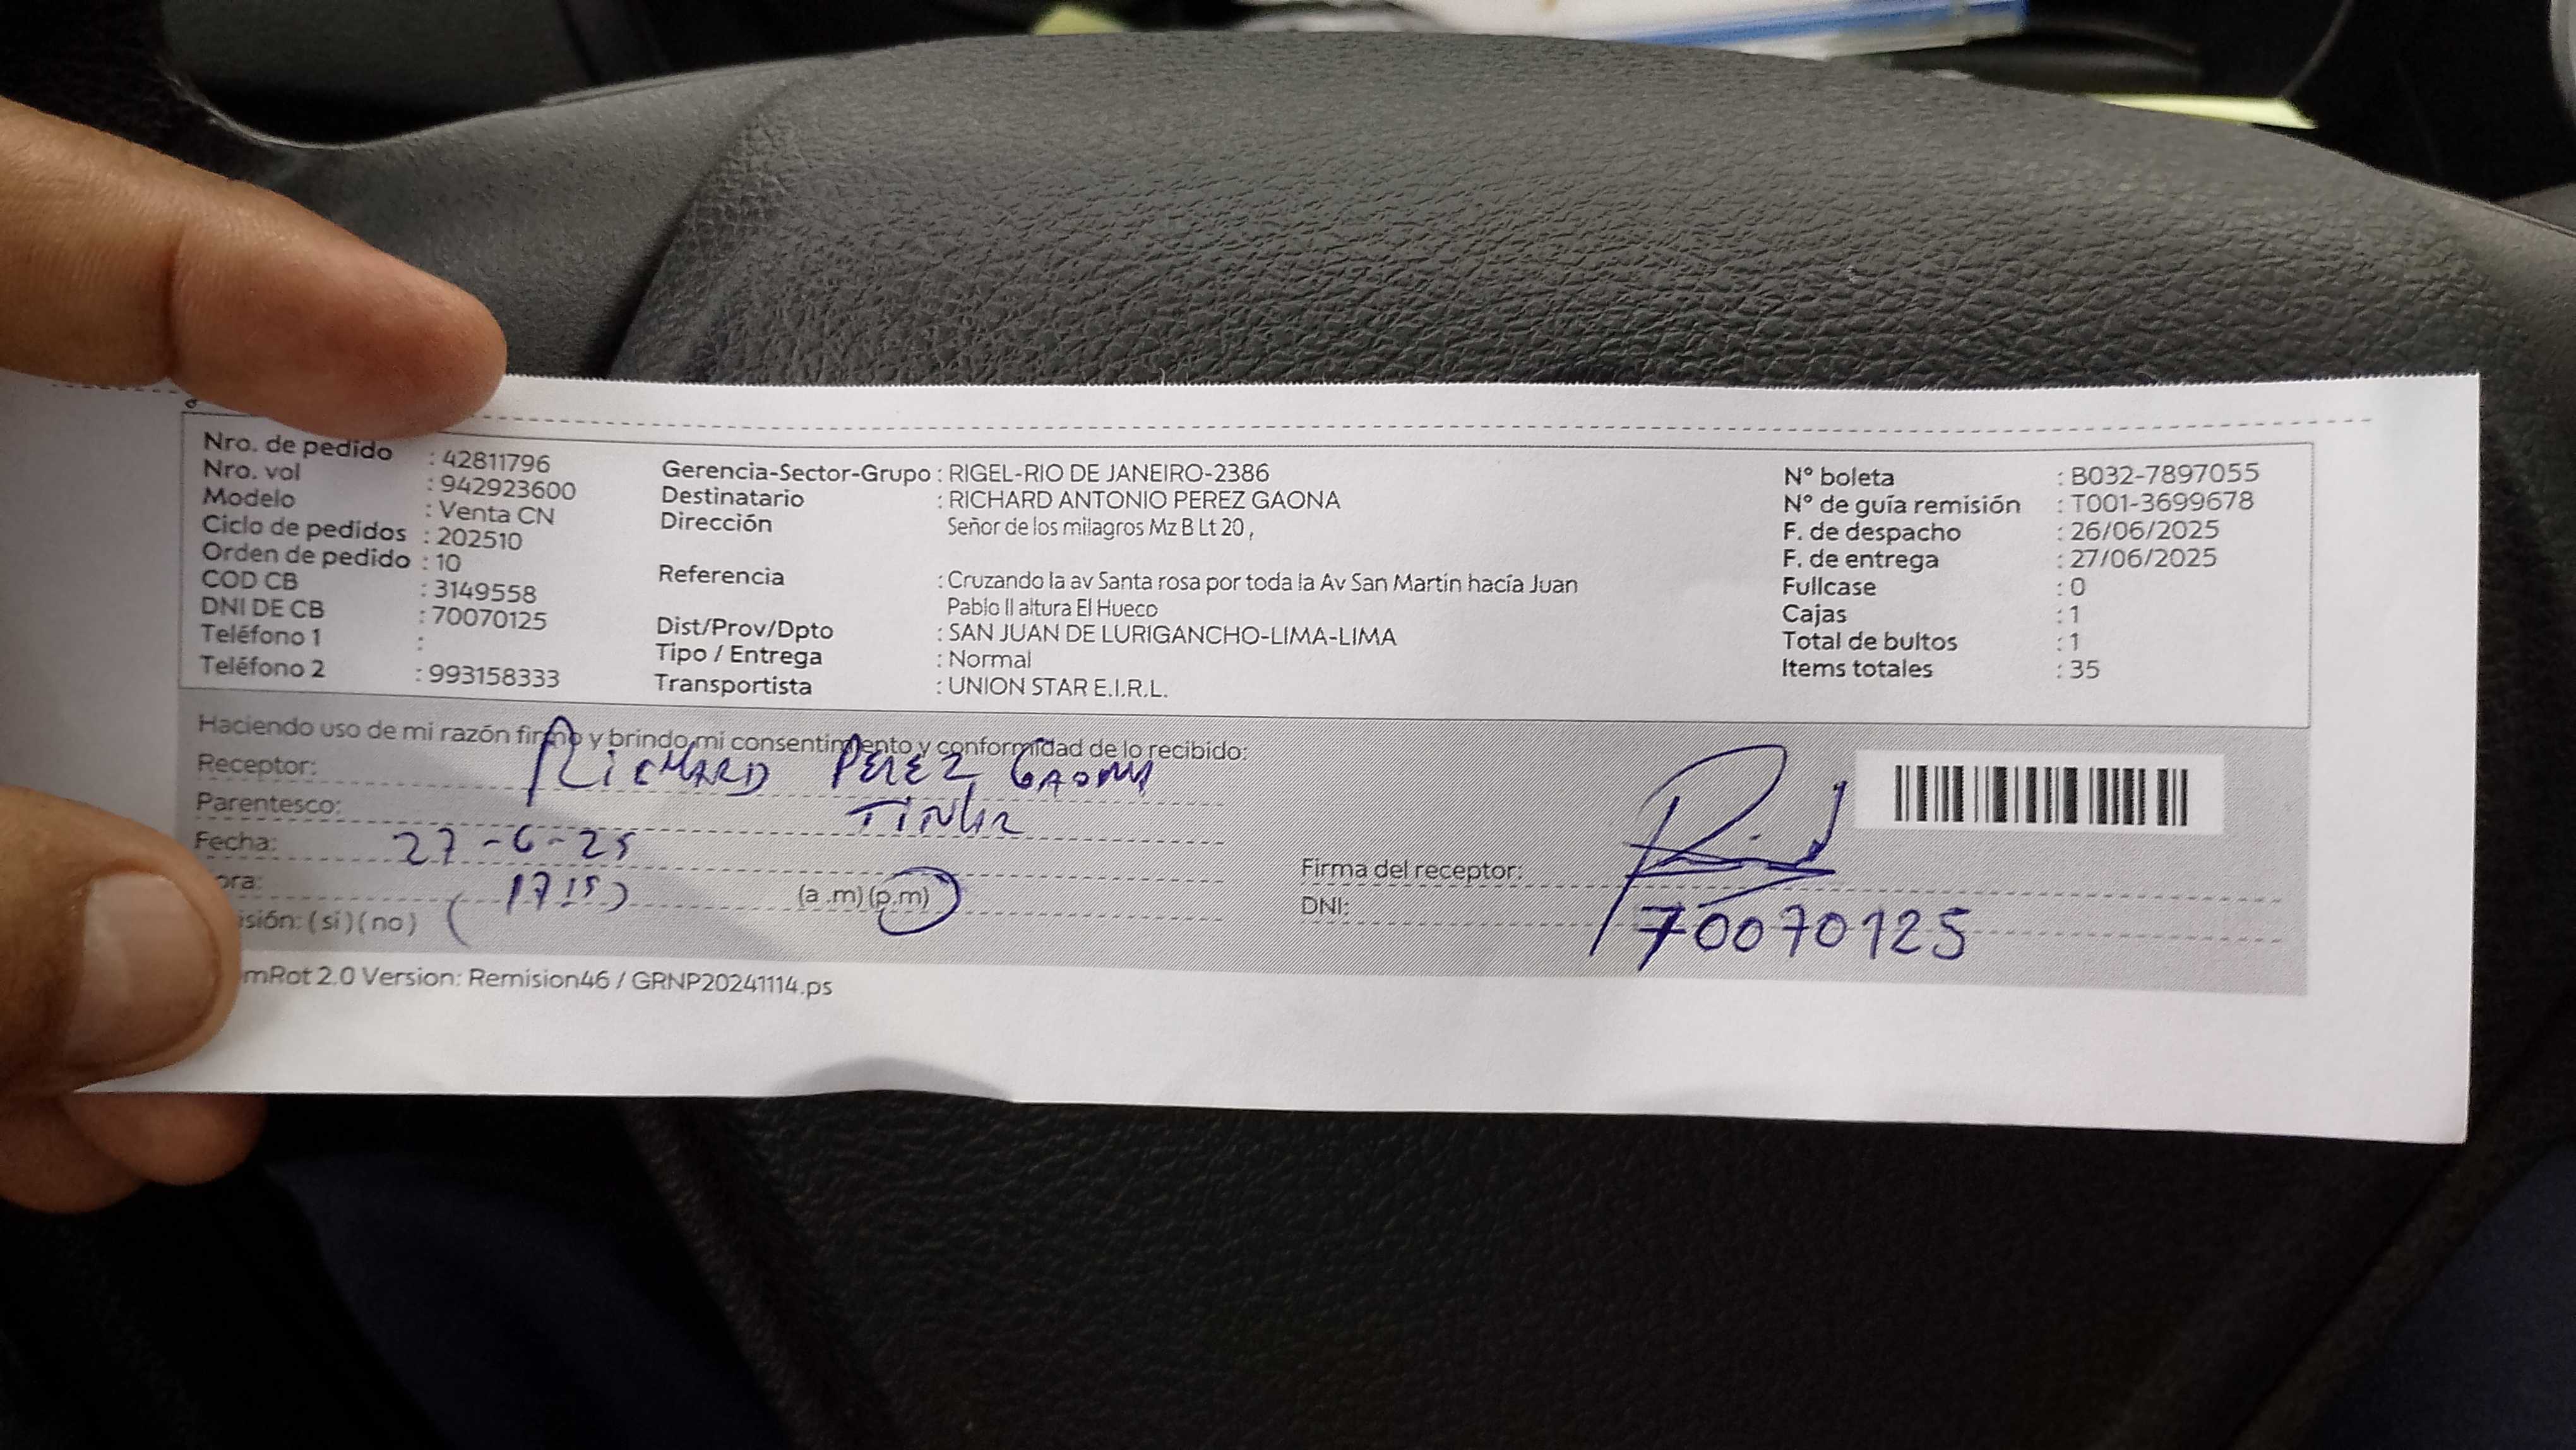 Nro. de pedido : 42811796
Nro. vol : 942923600
Modelo : Venta CN
Ciclo de pedidos : 202510
Orden de pedido : 10
COD CB : 3149558
DNI DE CB : 70070125
Teléfono 1 :
Teléfono 2 : 993158333
Gerencia-Sector-Grupo : RIGEL-RIO DE JANEIRO-2386
Destinatario : RICHARD ANTONIO PEREZ GAONA
Dirección Señor de los milagros Mz B Lt 20 ,
Referencia : Cruzando la av Santa rosa por toda la Av San Martín hacía Juan
Pablo II altura El Hueco
Dist/Prov/Dpto : SAN JUAN DE LURIGANCHO-LIMA-LIMA
Tipo / Entrega : Normal
Transportista : UNION STAR E.I.R.L.
N° boleta : B032-7897055
N° de guía remisión : T001-3699678
F. de despacho : 26/06/2025
F. de entrega : 27/06/2025
Fullcase : 0
Cajas : 1
Total de bultos : 1
Items totales : 35
Haciendo uso de mi razón firmo y brindo mi consentimiento y conformidad de lo recibido:
Receptor: RICHARD PEREZ GAONA
Parentesco:
Fecha: 27-6-25
ora: (1715) (a .m) (p.m)
isión: ( si ) ( no )
Firma del receptor:
DNI: 70070125
mRot 2.0 Version: Remision46 / GRNP20241114.ps